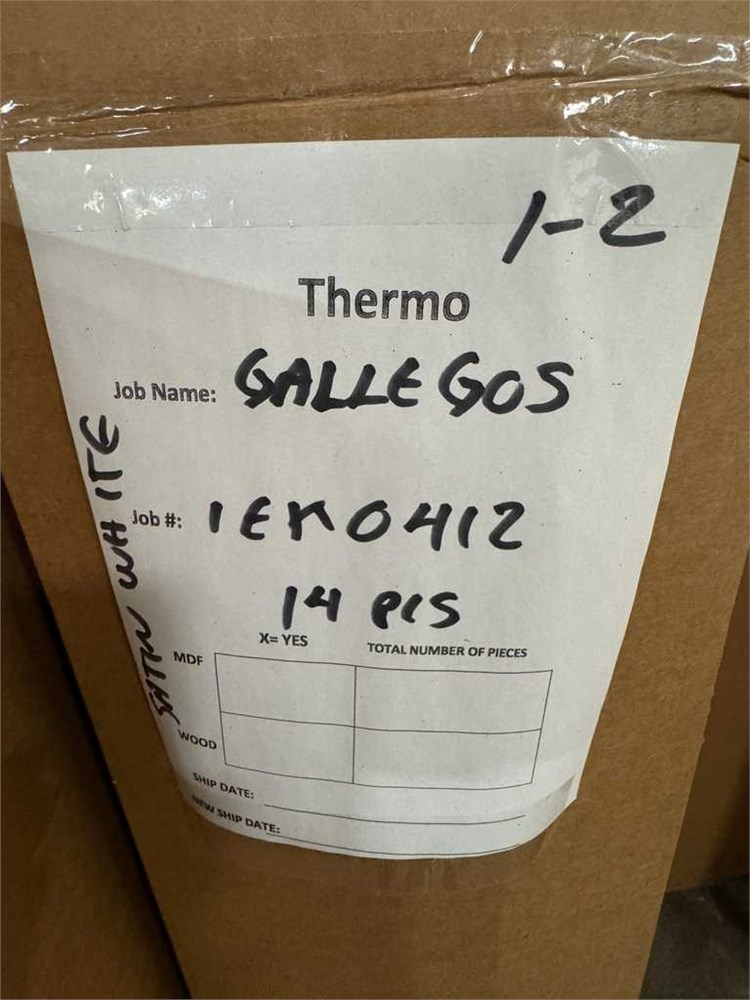 1-2
Thermo
Job Name: GALLEGOS
Job #: 1EK0412
14 PCS
SATIN WHITE
X= YES TOTAL NUMBER OF PIECES
MDF
WOOD
SHIP DATE:
NEW SHIP DATE: